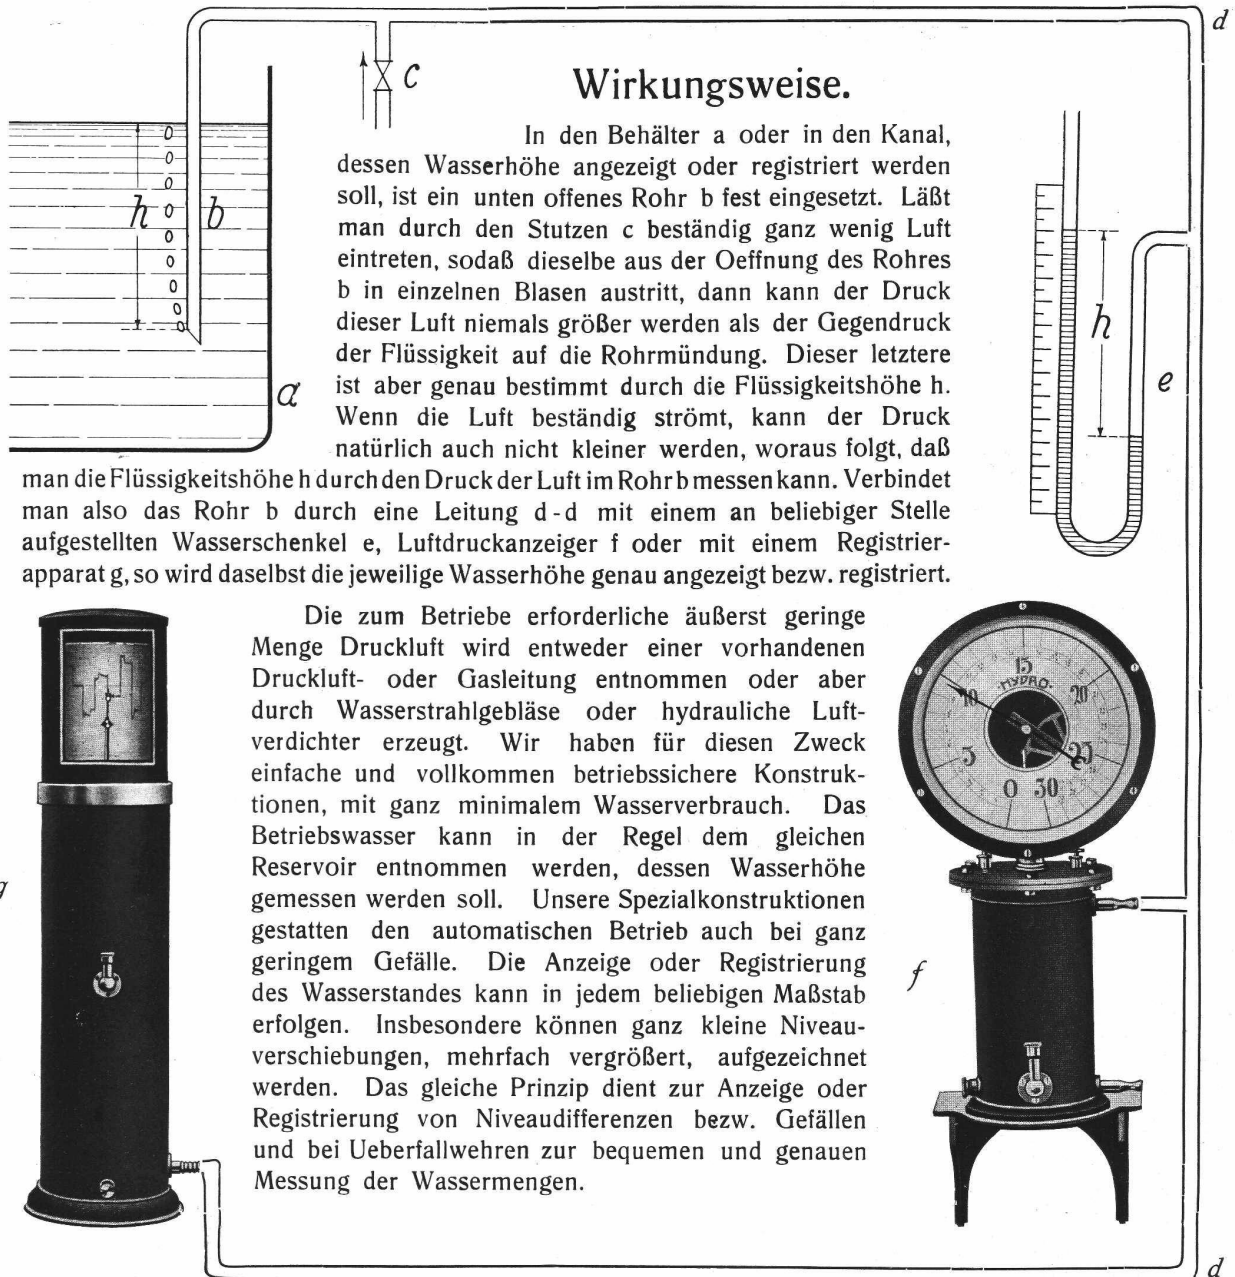 d
c
Wirkungsweise.
In den Behälter a oder in den Kanal,
dessen Wasserhöhe angezeigt oder registriert werden
soll, ist ein unten offenes Rohr b fest eingesetzt. Läßt
man durch den Stutzen c beständig ganz wenig Luft
eintreten, sodaß dieselbe aus der Oeffnung des Rohres
b in einzelnen Blasen austritt, dann kann der Druck
dieser Luft niemals größer werden als der Gegendruck
der Flüssigkeit auf die Rohrmündung. Dieser letztere
ist aber genau bestimmt durch die Flüssigkeitshöhe h.
Wenn die Luft beständig strömt, kann der Druck
natürlich auch nicht kleiner werden, woraus folgt, daß
man die Flüssigkeitshöhe h durch den Druck der Luft im Rohr b messen kann. Verbindet
man also das Rohr b durch eine Leitung d-d mit einem an beliebiger Stelle
aufgestellten Wasserschenkel e, Luftdruckanzeiger f oder mit einem Registrier-
apparat g, so wird daselbst die jeweilige Wasserhöhe genau angezeigt bezw. registriert.
h b
a
h
e
Die zum Betriebe erforderliche äußerst geringe
Menge Druckluft wird entweder einer vorhandenen
Druckluft- oder Gasleitung entnommen oder aber
durch Wasserstrahlgebläse oder hydrauliche Luft-
verdichter erzeugt. Wir haben für diesen Zweck
einfache und vollkommen betriebssichere Konstruk-
tionen, mit ganz minimalem Wasserverbrauch. Das
Betriebswasser kann in der Regel dem gleichen
Reservoir entnommen werden, dessen Wasserhöhe
gemessen werden soll. Unsere Spezialkonstruktionen
gestatten den automatischen Betrieb auch bei ganz
geringem Gefälle. Die Anzeige oder Registrierung
des Wasserstandes kann in jedem beliebigen Maßstab
erfolgen. Insbesondere können ganz kleine Niveau-
verschiebungen, mehrfach vergrößert, aufgezeichnet
werden. Das gleiche Prinzip dient zur Anzeige oder
Registrierung von Niveaudifferenzen bezw. Gefällen
und bei Ueberfallwehren zur bequemen und genauen
Messung der Wassermengen.
g
15
HYDRO
10 20
5 25
0 30
f
d